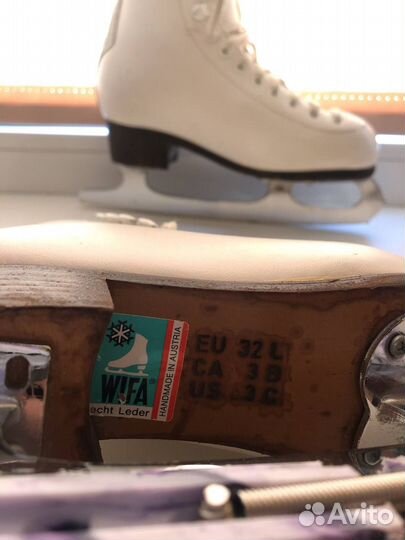 WIFA
echt Leder
HANDMADE IN AUSTRIA
EU 32 L
CA 3 B
US 3 C
Avito